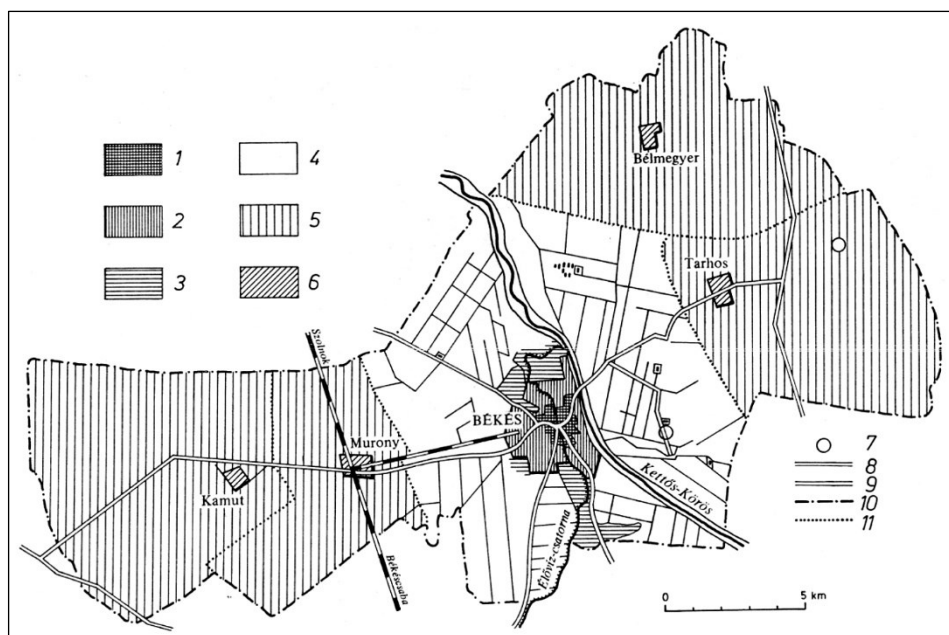 1
2
3
4
5
6
Bélmegyer
Tarhos
Szolnok
BÉKÉS
Murony
Kamut
Békéscsaba
Kettős-Körös
Élővíz-csatorna
7
8
9
10
11
0 5 km